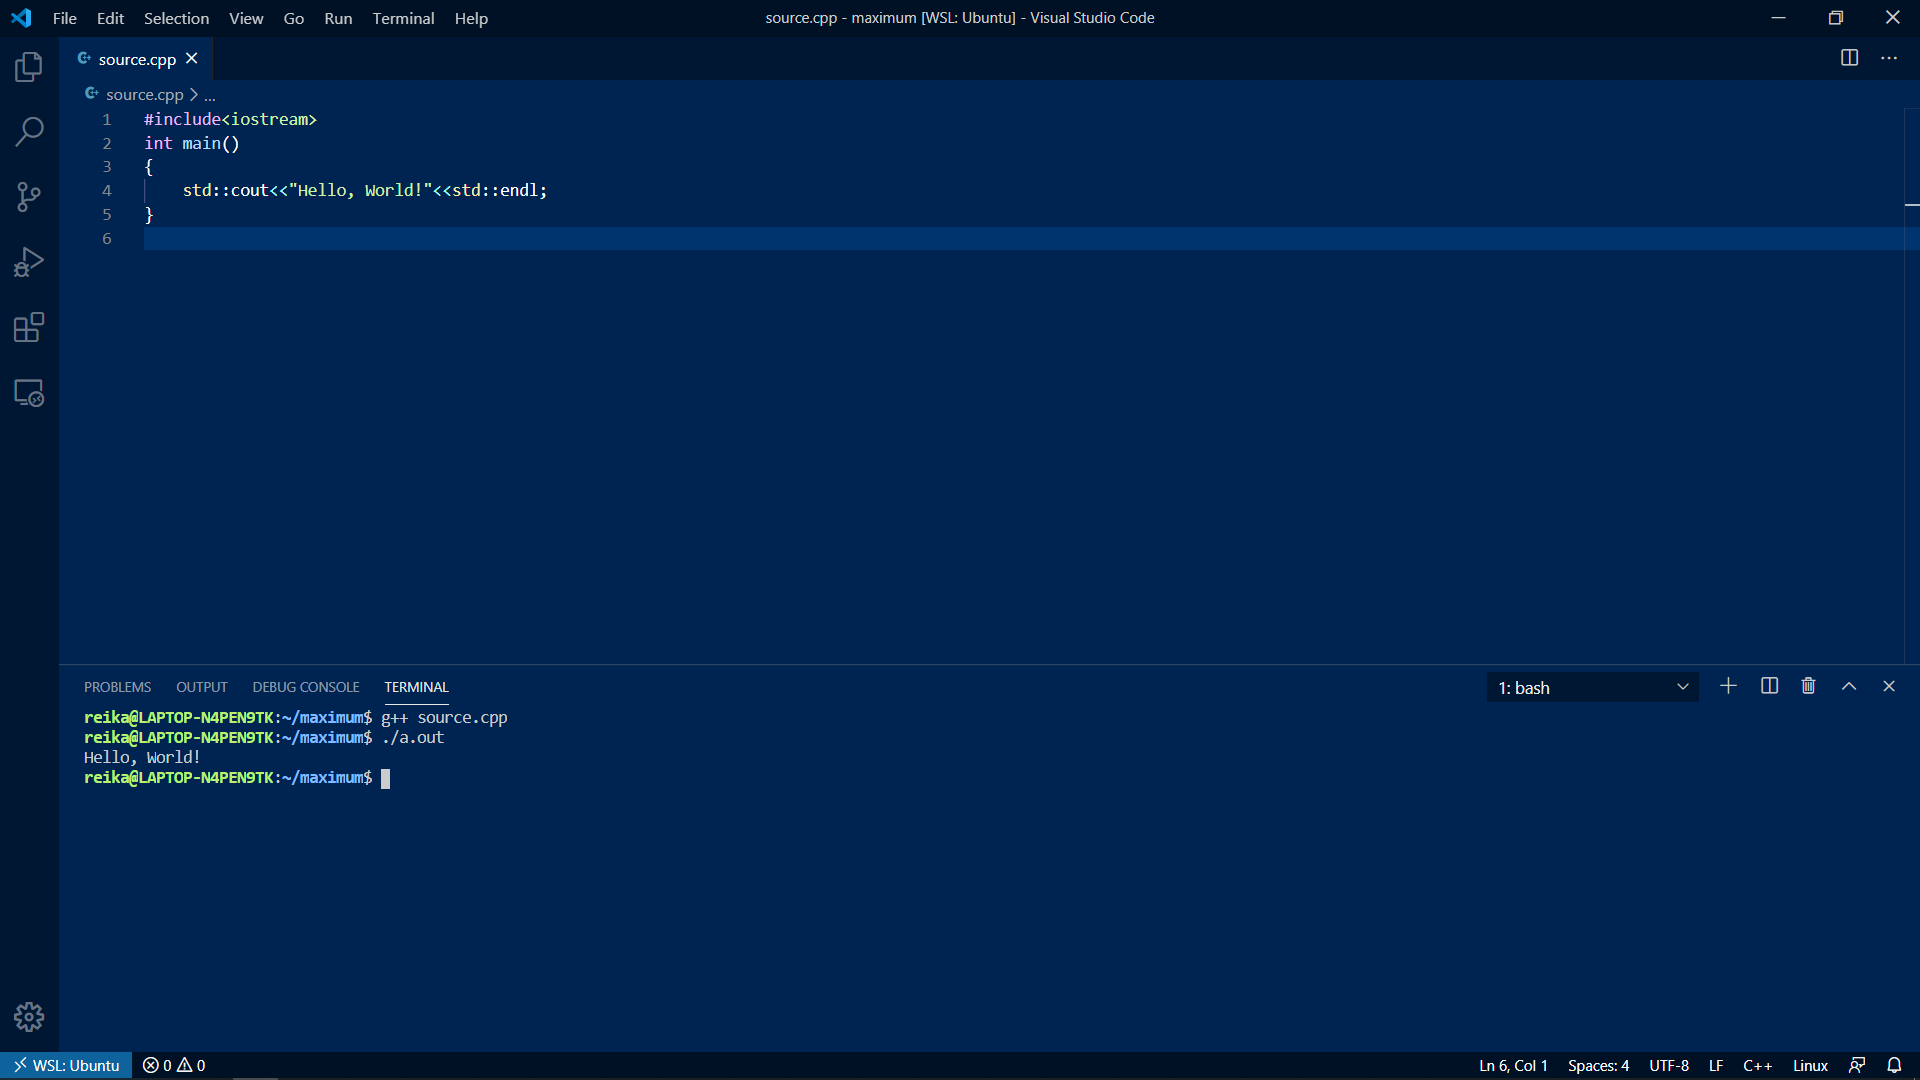 File Edit Selection View Go Run Terminal Help
source.cpp - maximum [WSL: Ubuntu] - Visual Studio Code
source.cpp
source.cpp > ...
1 #include<iostream>
2 int main()
3 {
4     std::cout<<"Hello, World!"<<std::endl;
5 }
6
PROBLEMS OUTPUT DEBUG CONSOLE TERMINAL
1: bash
reika@LAPTOP-N4PEN9TK:~/maximum$ g++ source.cpp
reika@LAPTOP-N4PEN9TK:~/maximum$ ./a.out
Hello, World!
reika@LAPTOP-N4PEN9TK:~/maximum$
WSL: Ubuntu 0 0
Ln 6, Col 1 Spaces: 4 UTF-8 LF C++ Linux